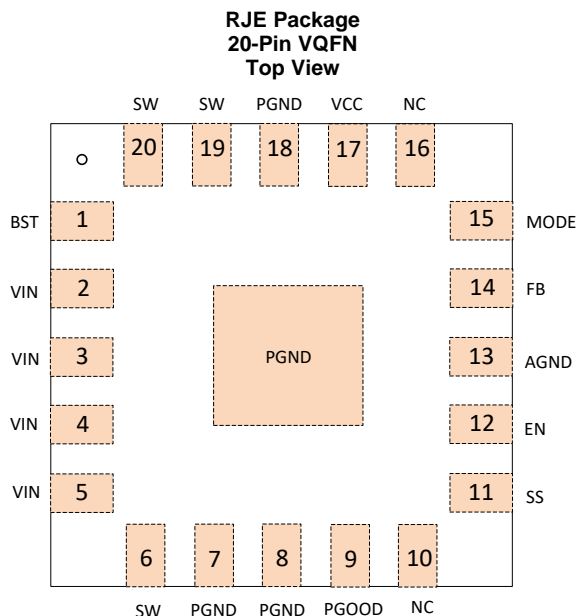 RJE Package
20-Pin VQFN
Top View
SW SW PGND VCC NC
20 19 18 17 16
BST 1 15 MODE
VIN 2 14 FB
VIN 3 PGND 13 AGND
VIN 4 12 EN
VIN 5 11 SS
6 7 8 9 10
SW PGND PGND PGOOD NC